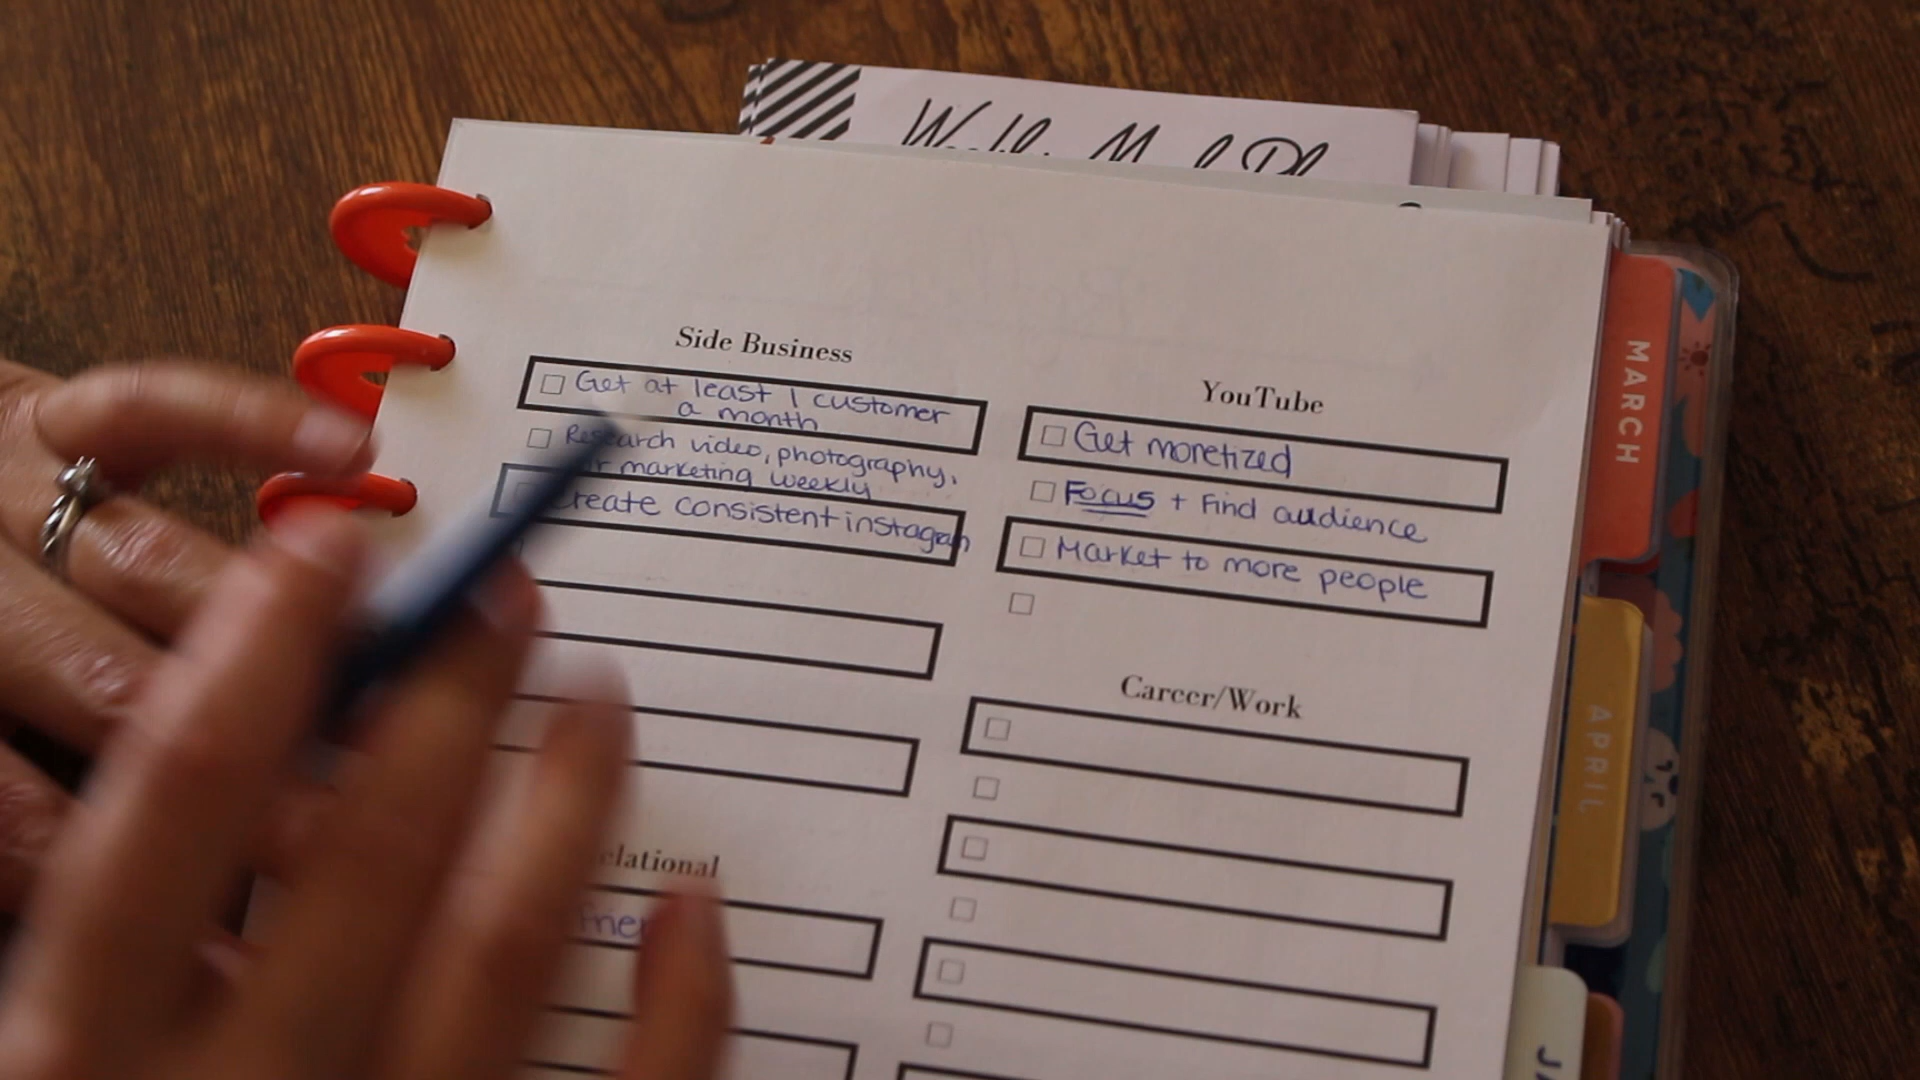 Side Business
Get at least 1 customer
a month
Research video, photography,
or marketing weekly
Create consistent instagram
YouTube
Get monetized
Focus + Find audience
Market to more people
Career/Work
MARCH
APRIL